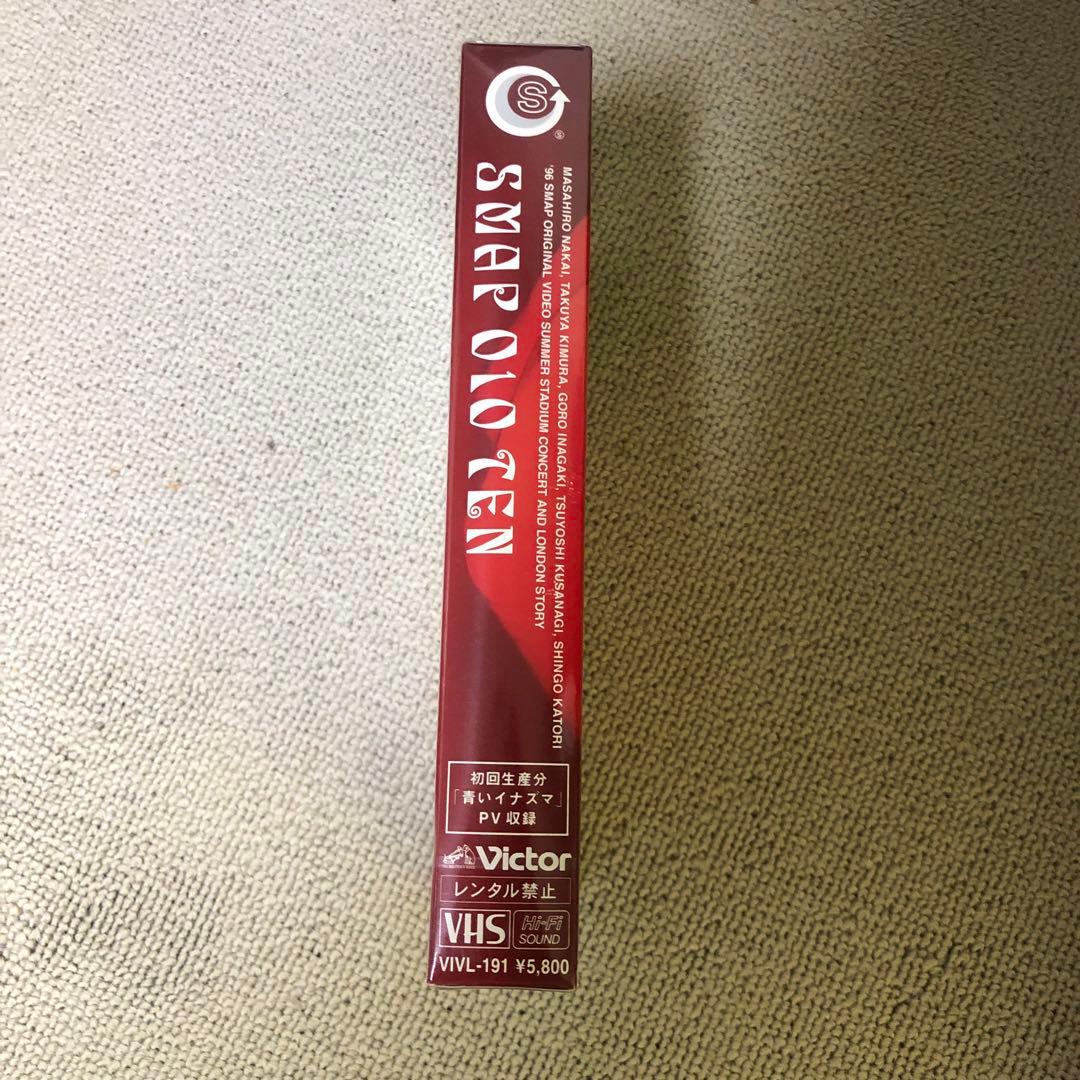 S
®
SMAP 010 TEN
MASAHIRO NAKAI, TAKUYA KIMURA, GORO INAGAKI, TSUYOSHI KUSANAGI, SHINGO KATORI
'96 SMAP ORIGINAL VIDEO SUMMER STADIUM CONCERT AND LONDON STORY
初回生産分
「青いイナズマ」
PV収録
Victor
レンタル禁止
VHS Hi-Fi
SOUND
VIVL-191 ¥5,800